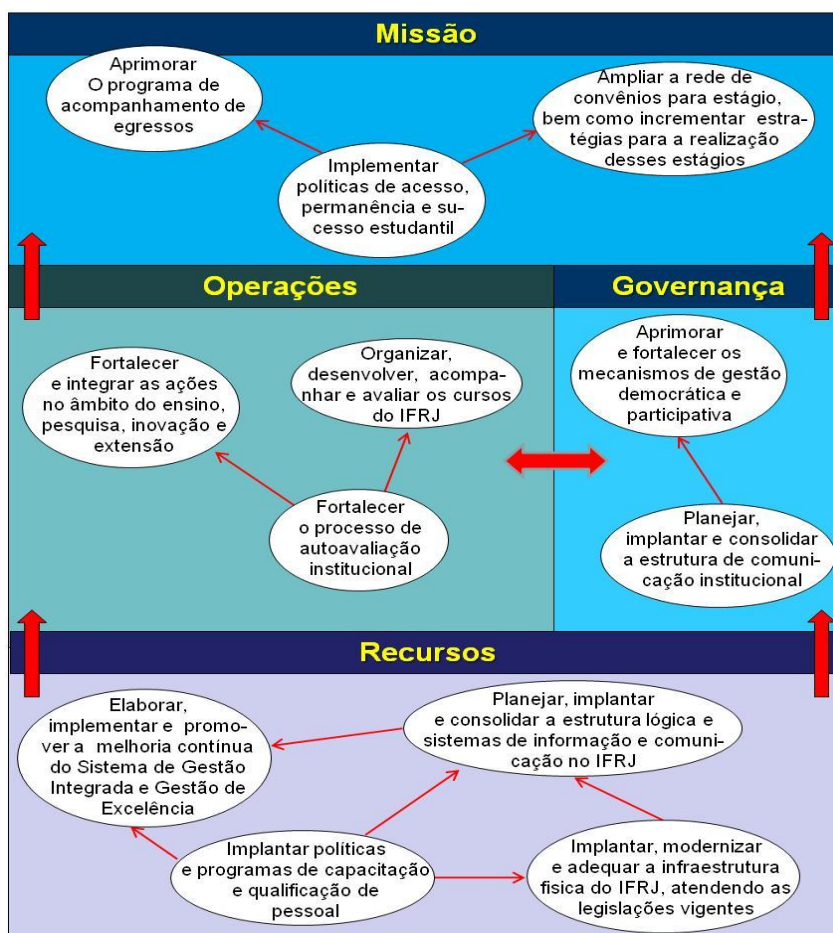 Missão
Aprimorar
O programa de
acompanhamento de
egressos
Ampliar a rede de
convênios para estágio,
bem como incrementar estra-
tégias para a realização
desses estágios
Implementar
políticas de acesso,
permanência e su-
cesso estudantil
Operações
Governança
Fortalecer
e integrar as ações
no âmbito do ensino,
pesquisa, inovação e
extensão
Organizar,
desenvolver, acompa-
nhar e avaliar os cursos
do IFRJ
Aprimorar
e fortalecer os
mecanismos de gestão
democrática e
participativa
Fortalecer
o processo de
autoavaliação
institucional
Planejar,
implantar e consolidar
a estrutura de comuni-
cação institucional
Recursos
Elaborar,
implementar e promo-
ver a melhoria contínua
do Sistema de Gestão
Integrada e Gestão de
Excelência
Planejar, implantar
e consolidar a estrutura lógica e
sistemas de informação e comuni-
cação no IFRJ
Implantar políticas
e programas de capacitação
e qualificação de
pessoal
Implantar, modernizar
e adequar a infraestrutura
fisica do IFRJ, atendendo as
legislações vigentes